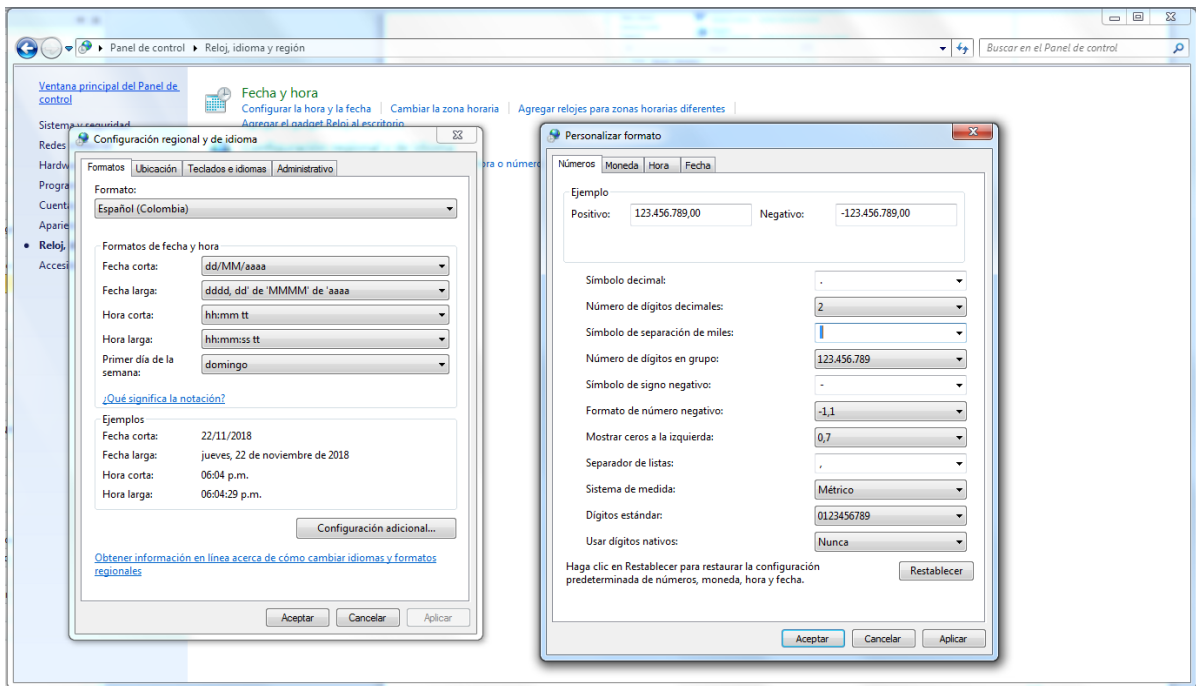 Panel de control Reloj, idioma y región
Buscar en el Panel de control
Ventana principal del Panel de
control
Sistema y seguridad
Redes
Hardw
Progra
Cuent
Aparie
Reloj,
Accesi
Fecha y hora
Configurar la hora y la fecha Cambiar la zona horaria Agregar relojes para zonas horarias diferentes
Agregar el gadget Reloj al escritorio
ora o número
Configuración regional y de idioma
Formatos Ubicación Teclados e idiomas Administrativo
Formato:
Español (Colombia)
Formatos de fecha y hora
Fecha corta: dd/MM/aaaa
Fecha larga: dddd, dd' de 'MMMM' de 'aaaa
Hora corta: hh:mm tt
Hora larga: hh:mm:ss tt
Primer día de la
semana: domingo
¿Qué significa la notación?
Ejemplos
Fecha corta: 22/11/2018
Fecha larga: jueves, 22 de noviembre de 2018
Hora corta: 06:04 p.m.
Hora larga: 06:04:29 p.m.
Configuración adicional...
Obtener información en línea acerca de cómo cambiar idiomas y formatos
regionales
Aceptar Cancelar Aplicar
Personalizar formato
Números Moneda Hora Fecha
Ejemplo
Positivo: 123.456.789,00 Negativo: -123.456.789,00
Símbolo decimal: .
Número de dígitos decimales: 2
Símbolo de separación de miles:
Número de dígitos en grupo: 123.456.789
Símbolo de signo negativo: -
Formato de número negativo: -1,1
Mostrar ceros a la izquierda: 0,7
Separador de listas: ,
Sistema de medida: Métrico
Dígitos estándar: 0123456789
Usar dígitos nativos: Nunca
Haga clic en Restablecer para restaurar la configuración
predeterminada de números, moneda, hora y fecha.
Restablecer
Aceptar Cancelar Aplicar